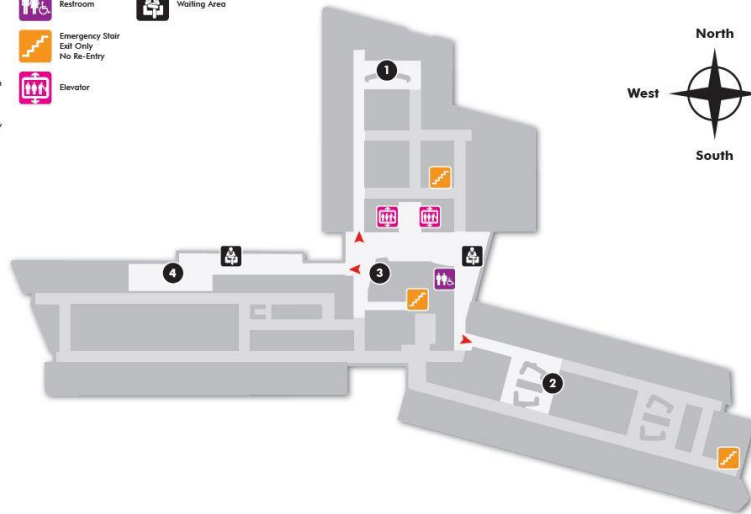 Restroom
Waiting Area
Emergency Stair
Exit Only
No Re-Entry
Elevator
North
West
South
1
2
3
4